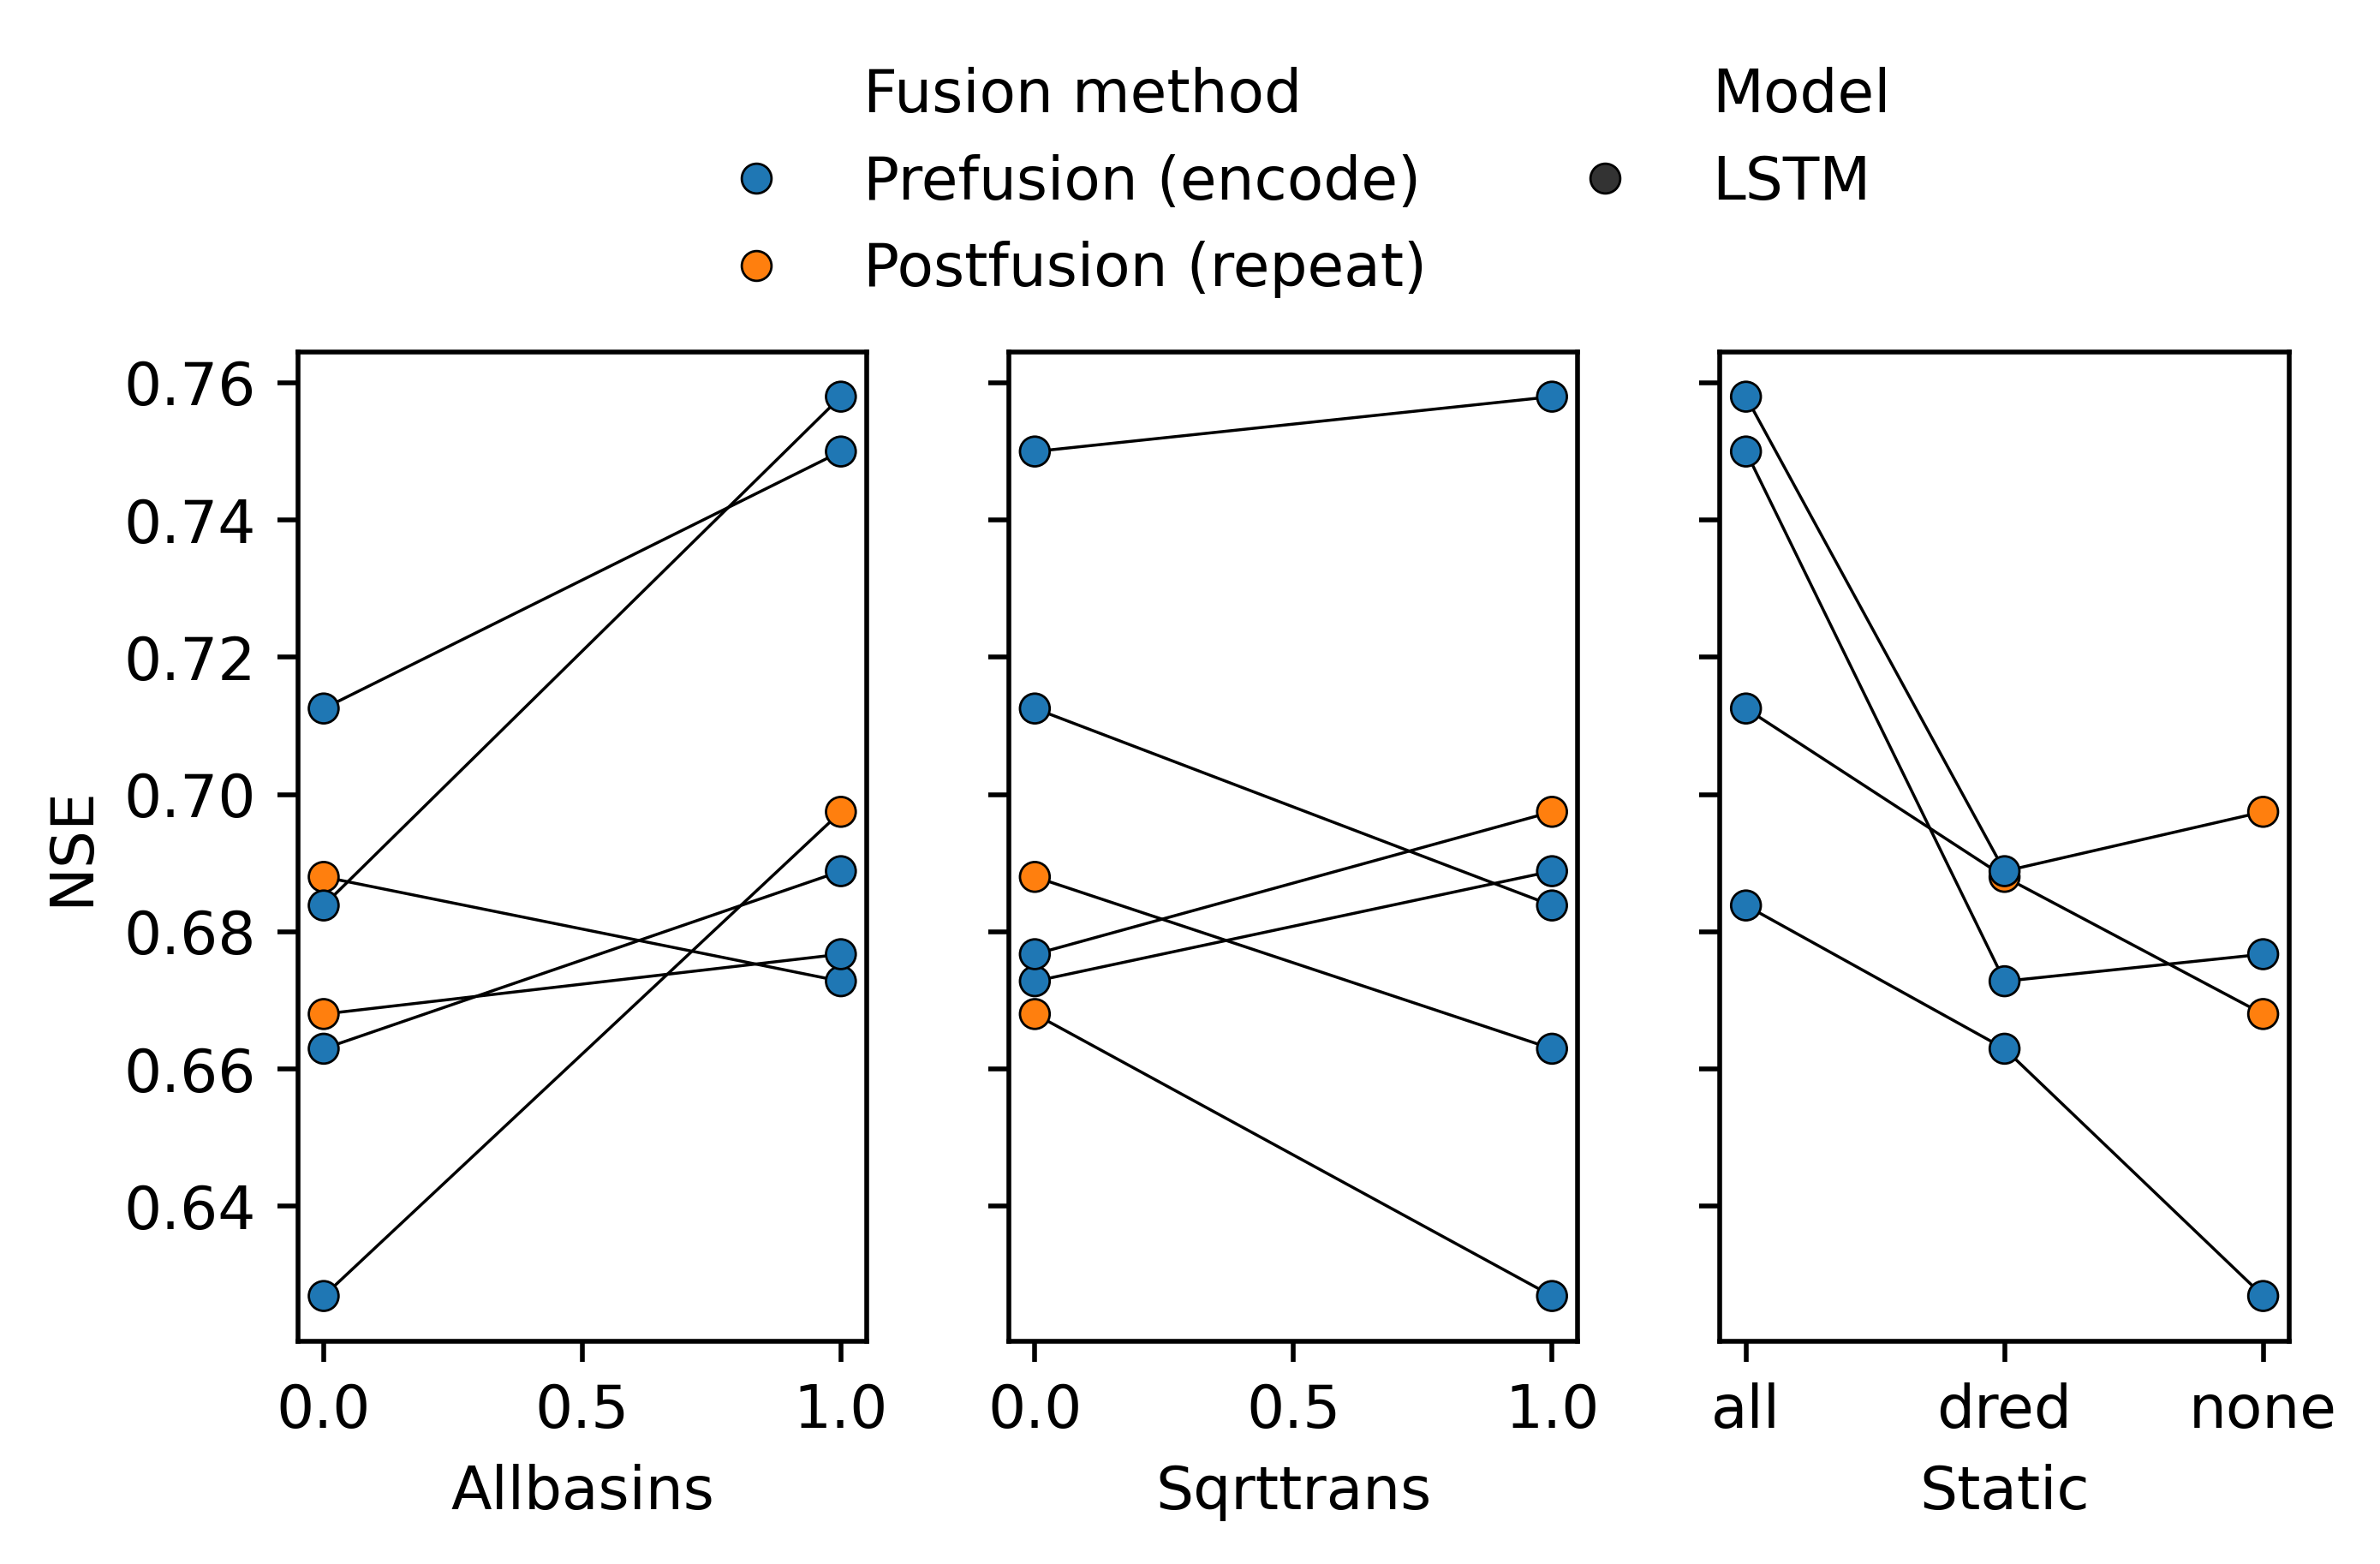 Fusion method
Prefusion (encode)
Postfusion (repeat)
Model
LSTM
NSE
0.76
0.74
0.72
0.70
0.68
0.66
0.64
0.0 0.5 1.0
Allbasins
0.0 0.5 1.0
Sqrttrans
all dred none
Static